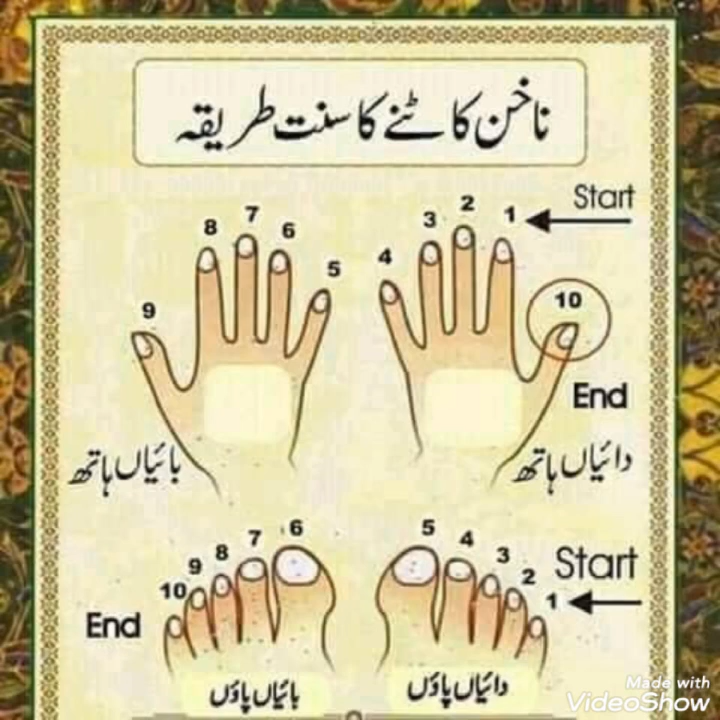 ناخن کاٹنے کا سنت طریقہ
Start
8 7 6 3 2 1
9 5 4 10
End
بائیاں ہاتھ دائیاں ہاتھ
10 9 8 7 6 5 4 3 2 1
Start
End
بائیاں پاؤں دائیاں پاؤں
Made with
VideoShow